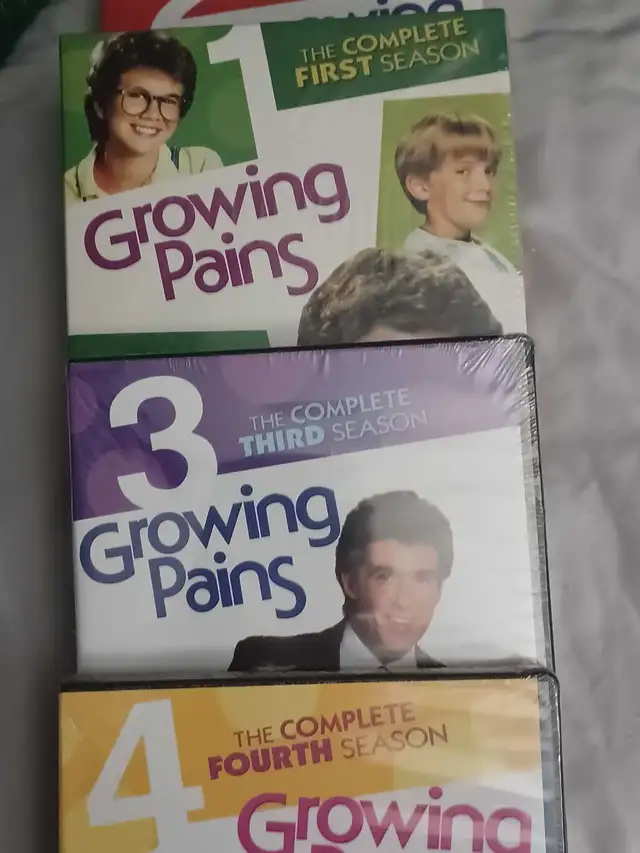 1
THE COMPLETE
FIRST SEASON
Growing
Pains
3
THE COMPLETE
THIRD SEASON
Growing
Pains
4
THE COMPLETE
FOURTH SEASON
Growing